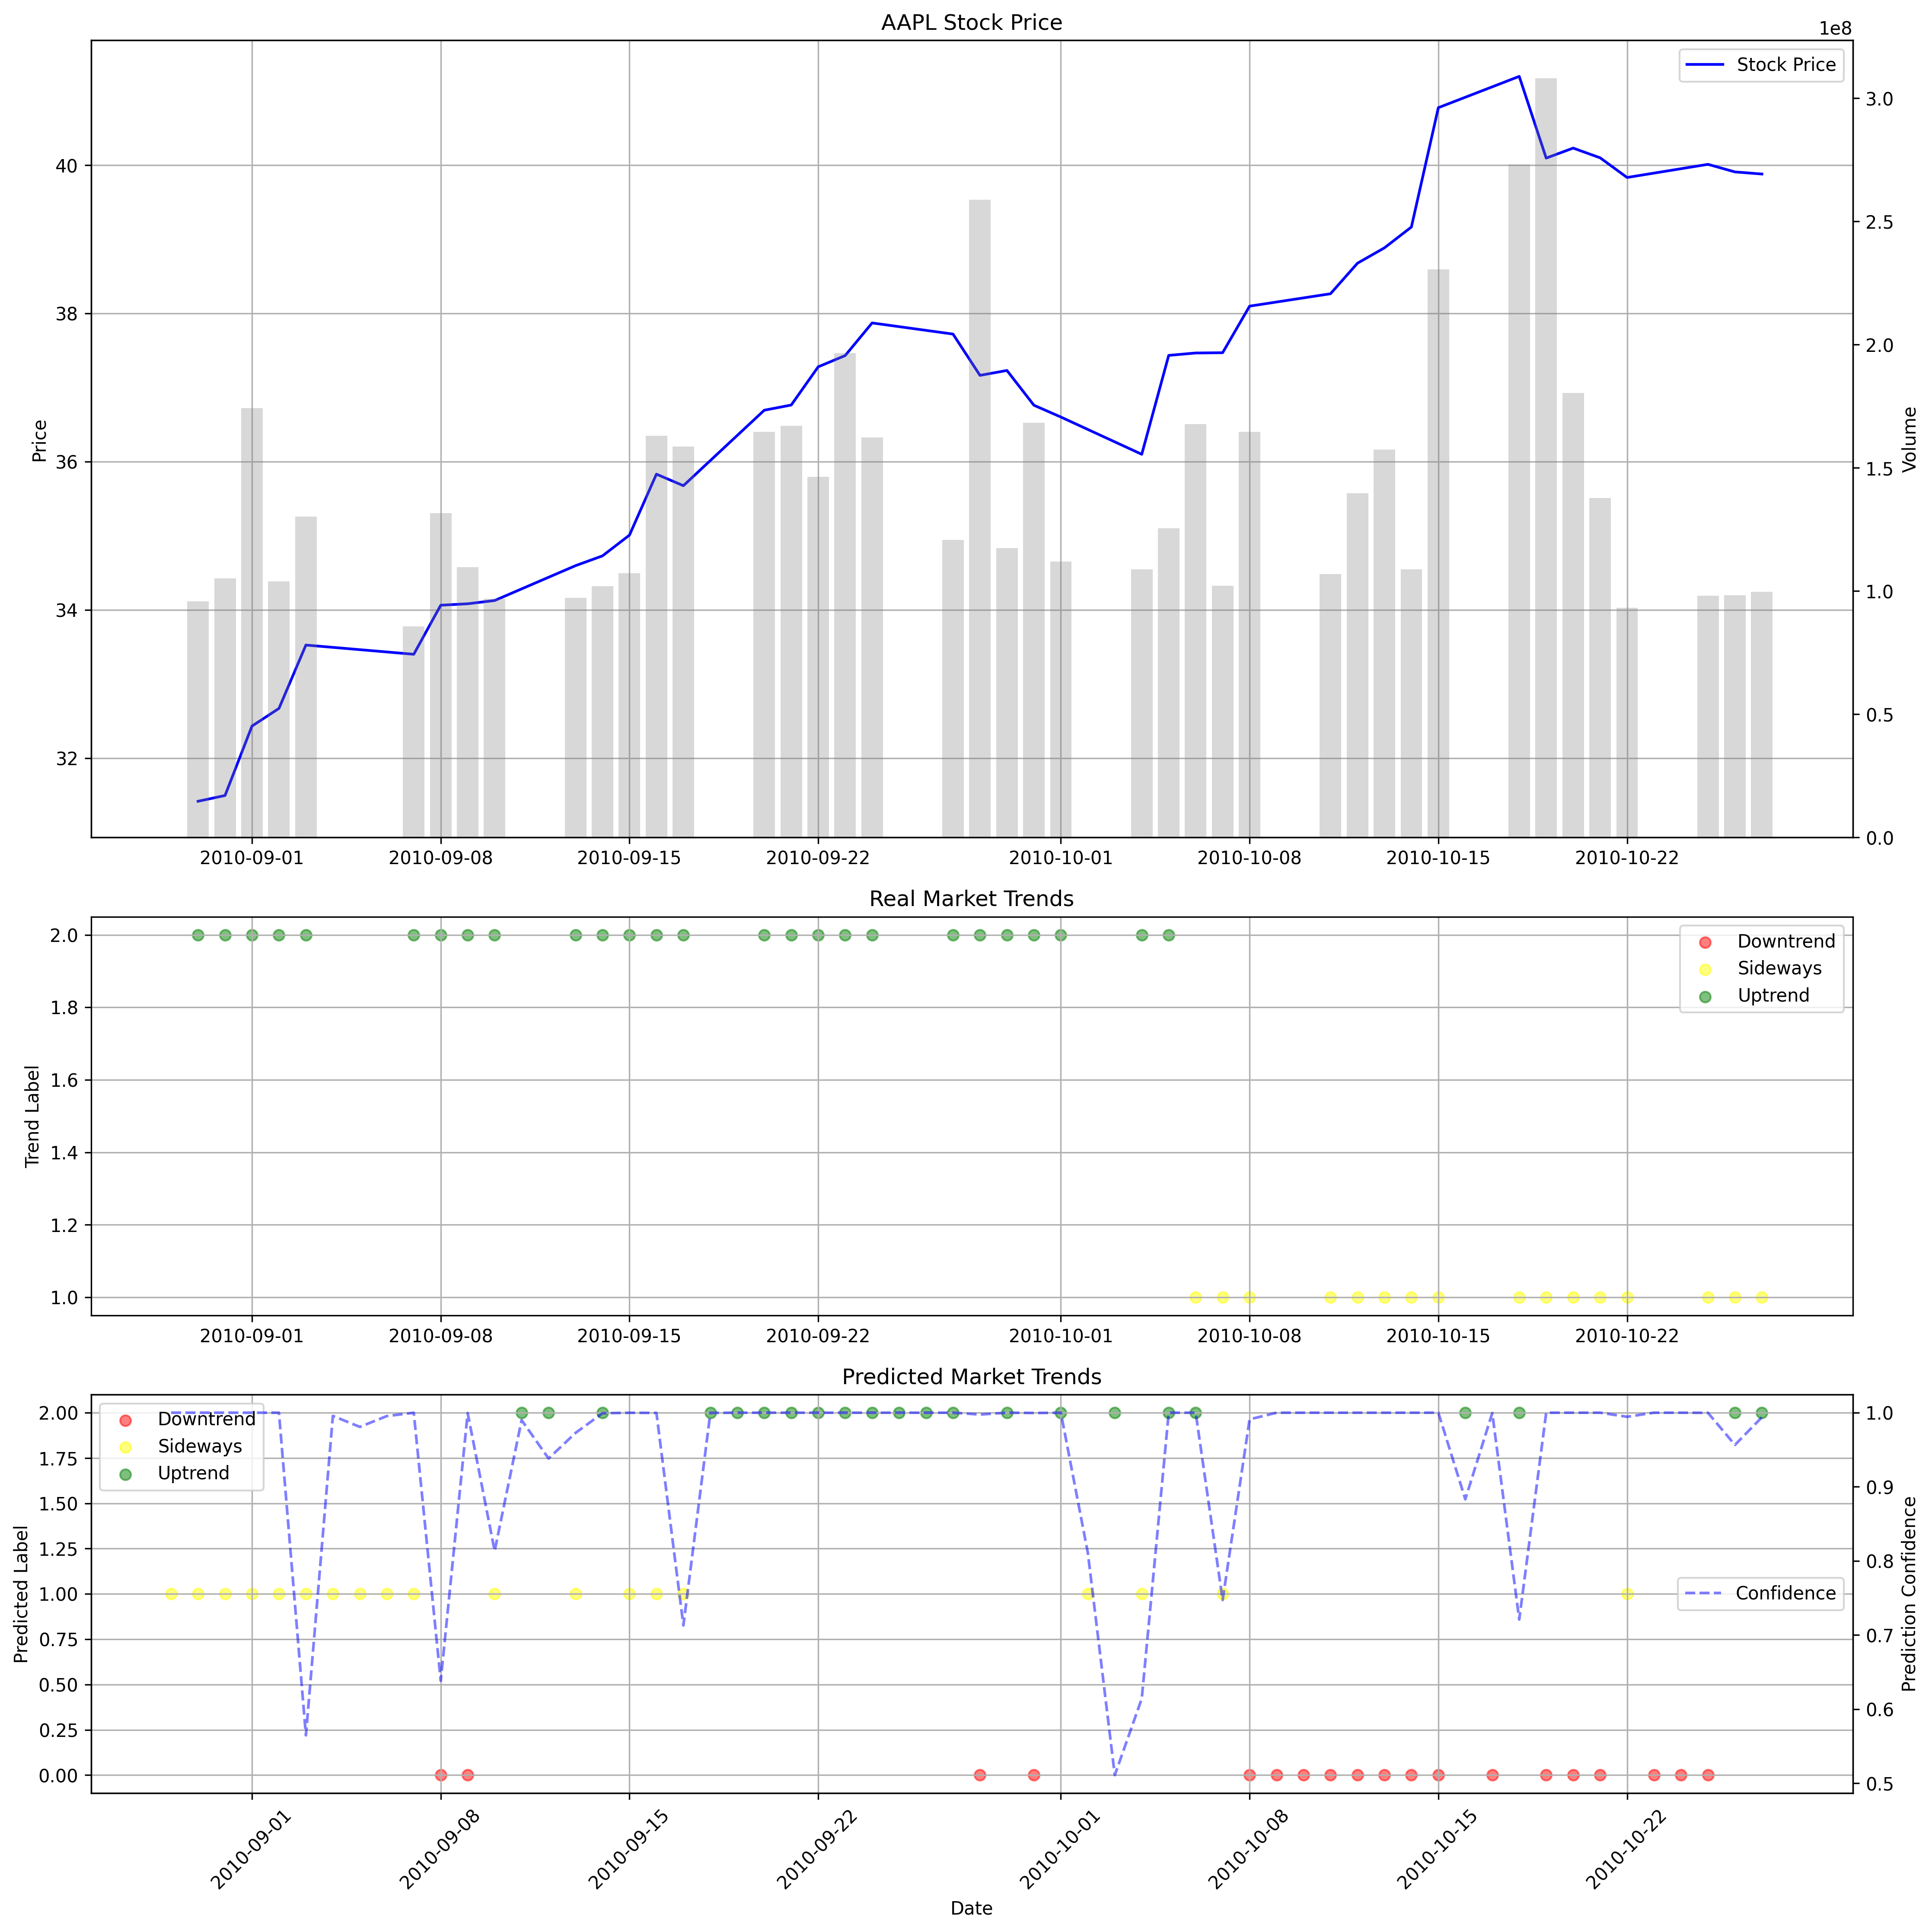 AAPL Stock Price
1e8
Stock Price
Price
40
38
36
34
32
3.0
2.5
2.0
1.5
1.0
0.5
0.0
Volume
2010-09-01 2010-09-08 2010-09-15 2010-09-22 2010-10-01 2010-10-08 2010-10-15 2010-10-22
Real Market Trends
Trend Label
2.0
1.8
1.6
1.4
1.2
1.0
Downtrend
Sideways
Uptrend
2010-09-01 2010-09-08 2010-09-15 2010-09-22 2010-10-01 2010-10-08 2010-10-15 2010-10-22
Predicted Market Trends
Predicted Label
2.00
1.75
1.50
1.25
1.00
0.75
0.50
0.25
0.00
Downtrend
Sideways
Uptrend
Confidence
1.0
0.9
0.8
0.7
0.6
0.5
Prediction Confidence
2010-09-01 2010-09-08 2010-09-15 2010-09-22 2010-10-01 2010-10-08 2010-10-15 2010-10-22
Date